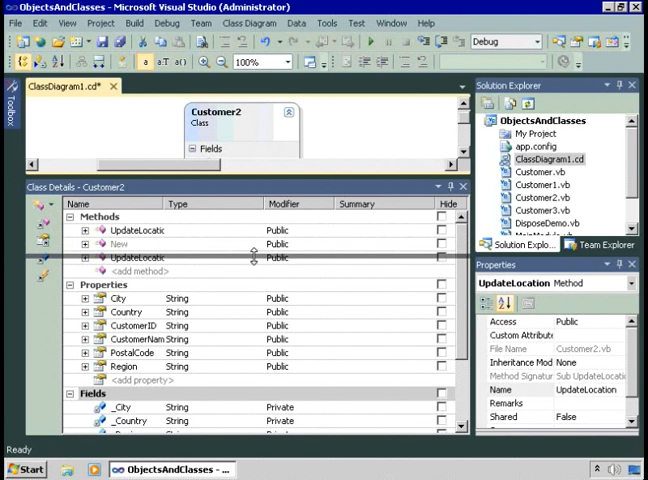 ObjectsAndClasses - Microsoft Visual Studio (Administrator)
File Edit View Project Build Debug Team Class Diagram Data Tools Test Window Help
Debug
a a:T a() 100%
ClassDiagram1.cd*
Toolbox
Customer2
Class
Fields
Class Details - Customer2
Name Type Modifier Summary Hide
Methods
UpdateLocatic Public
New Public
UpdateLocatic Public
<add method>
Properties
City String Public
Country String Public
CustomerID String Public
CustomerNam String Public
PostalCode String Public
Region String Public
<add property>
Fields
_City String Private
_Country String Private
Solution Explorer
ObjectsAndClasses
My Project
app.config
ClassDiagram1.cd
Customer.vb
Customer1.vb
Customer2.vb
Customer3.vb
DisposeDemo.vb
MainModule.vb
Solution Explo... Team Explorer
Properties
UpdateLocation Method
Access Public
Custom Attribute
File Name Customer2.vb
Inheritance Mod None
Method Signatur Sub UpdateLocation
Name UpdateLocation
Remarks
Shared False
Ready
Start ObjectsAndClasses - ...